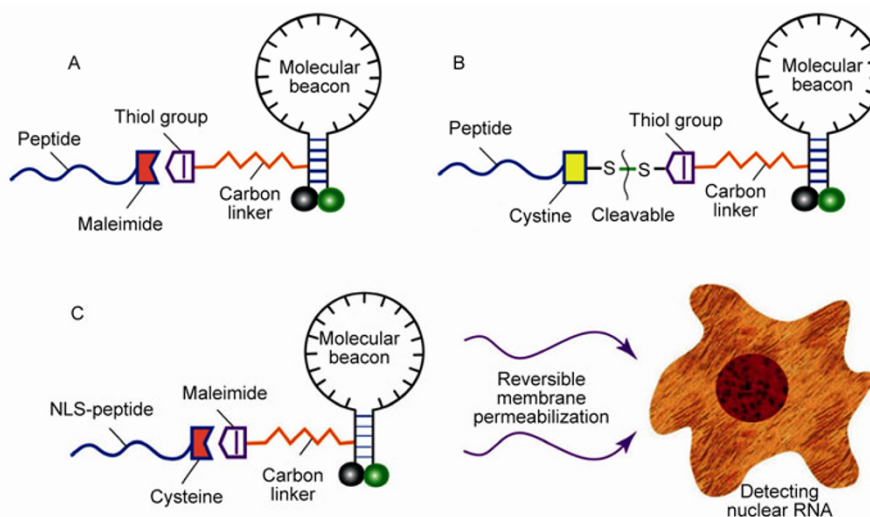 A
Molecular
beacon
Thiol group
Peptide
Carbon
linker
Maleimide
B
Molecular
beacon
Thiol group
Peptide
S
S
Cystine
Cleavable
Carbon
linker
C
Molecular
beacon
Maleimide
NLS-peptide
Carbon
linker
Cysteine
Reversible
membrane
permeabilization
Detecting
nuclear RNA